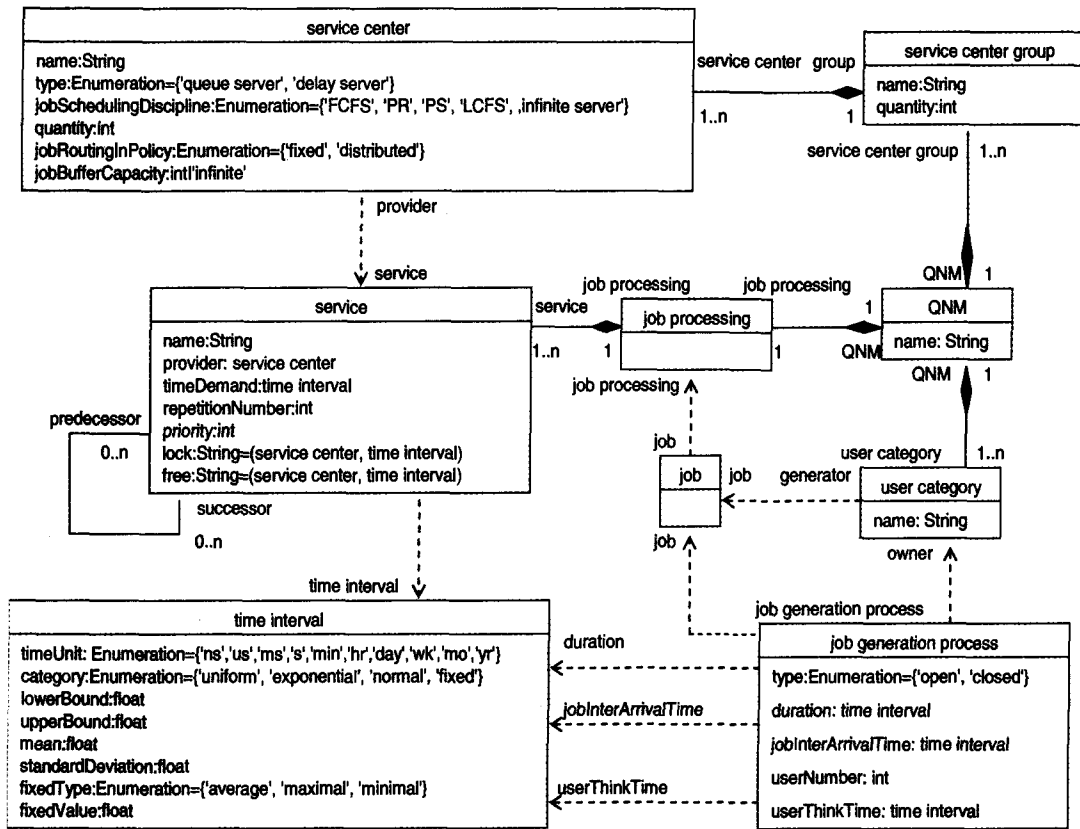 service center
name:String
type:Enumeration={'queue server', 'delay server'}
jobSchedulingDiscipline:Enumeration={'FCFS', 'PR', 'PS', 'LCFS', ,infinite server'}
quantity:int
jobRoutingInPolicy:Enumeration={'fixed', 'distributed'}
jobBufferCapacity:int|'infinite'
service center group
1..n 1
service center group
name:String
quantity:int
service center group 1..n
QNM 1
provider
service
service
name:String
provider: service center
timeDemand:time interval
repetitionNumber:int
priority:int
lock:String=(service center, time interval)
free:String=(service center, time interval)
predecessor
0..n
successor
0..n
service
1..n
job processing
1
job processing
job processing
1
1
QNM
job processing
QNM
name: String
QNM 1
user category 1..n
user category
name: String
owner
job
job
job generator
job
time interval
time interval
timeUnit: Enumeration={'ns','us','ms','s','min','hr','day','wk','mo','yr'}
category:Enumeration={'uniform', 'exponential', 'normal', 'fixed'}
lowerBound:float
upperBound:float
mean:float
standardDeviation:float
fixedType:Enumeration={'average', 'maximal', 'minimal'}
fixedValue:float
duration
jobInterArrivalTime
userThinkTime
job generation process
job generation process
type:Enumeration={'open', 'closed'}
duration: time interval
jobInterArrivalTime: time interval
userNumber: int
userThinkTime: time interval